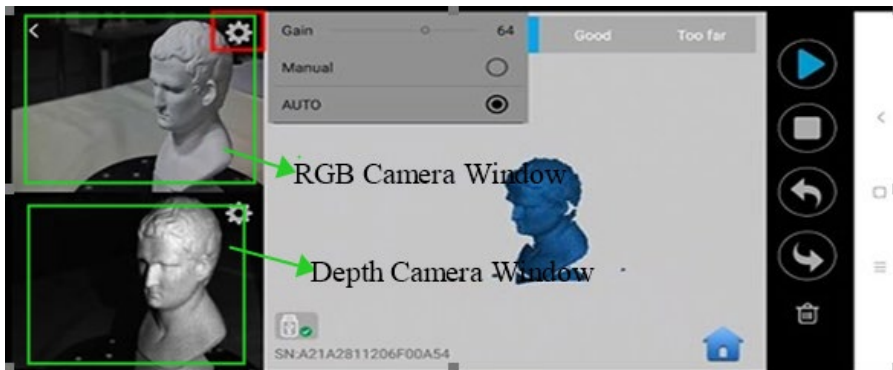 Gain 64
Good Too far
Manual
AUTO
RGB Camera Window
Depth Camera Window
SN:A21A2811206F00A54